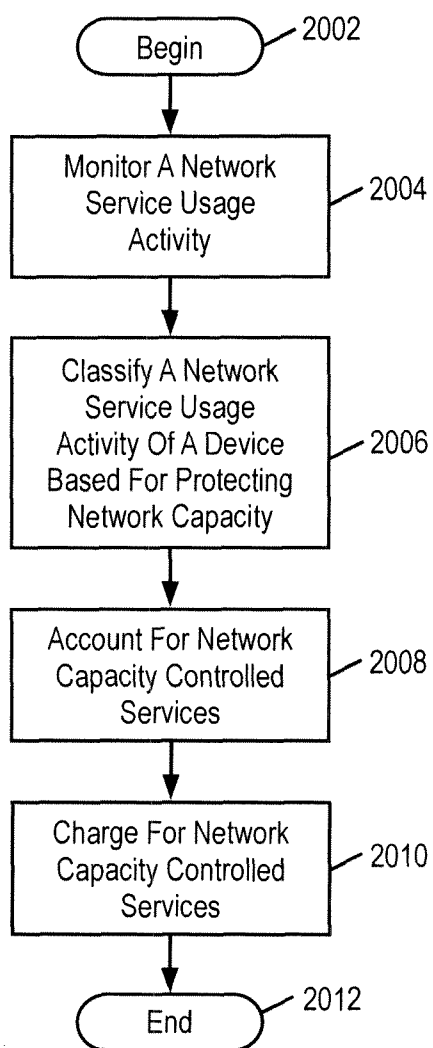 Begin
2002
Monitor A Network
Service Usage
Activity
2004
Classify A Network
Service Usage
Activity Of A Device
Based For Protecting
Network Capacity
2006
Account For Network
Capacity Controlled
Services
2008
Charge For Network
Capacity Controlled
Services
2010
End
2012